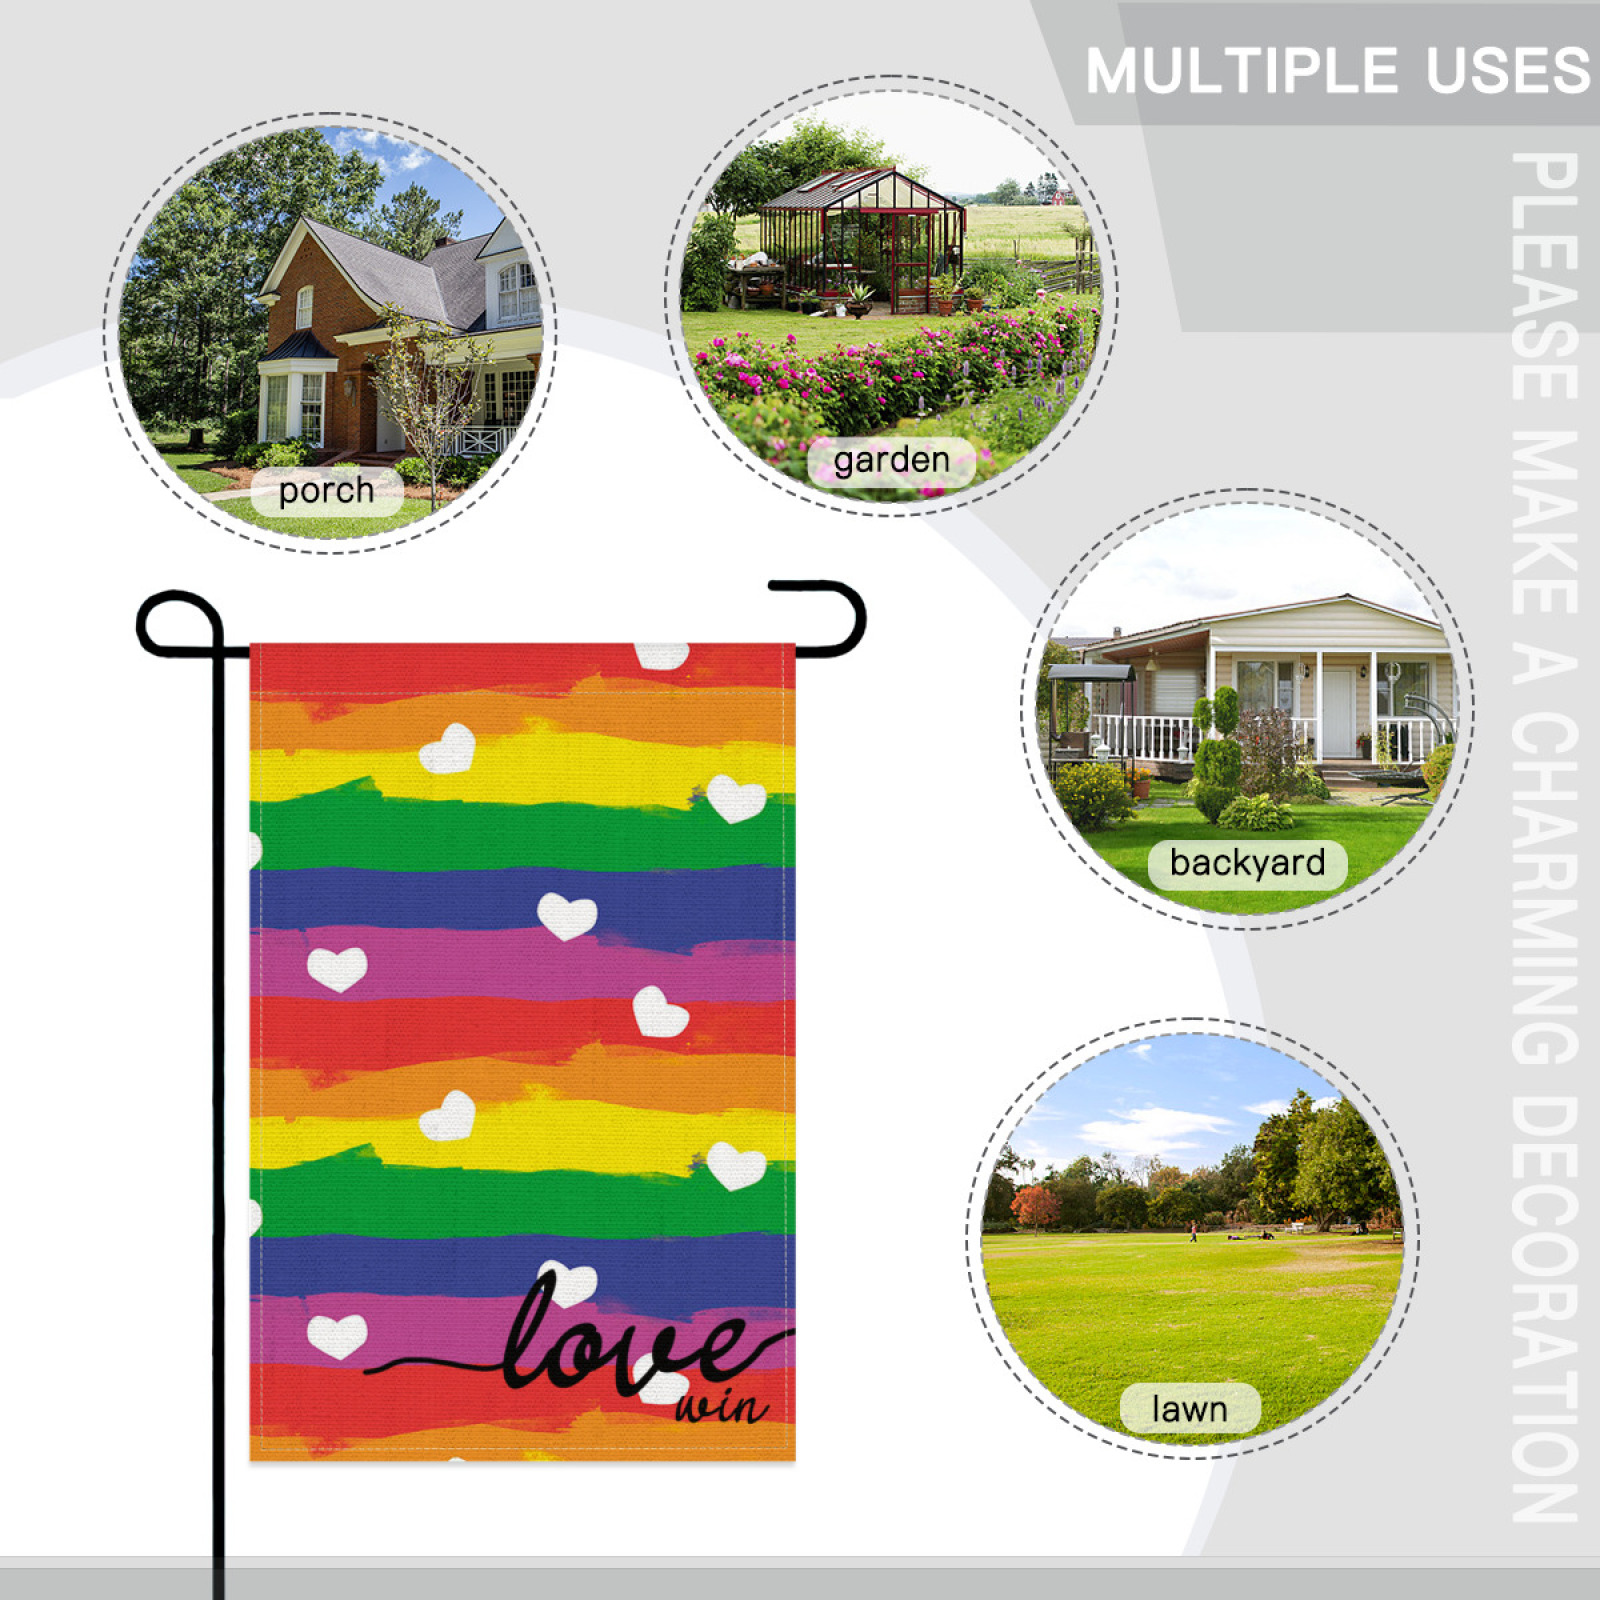 MULTIPLE USES
PLEASE MAKE A CHARMING DECORATION
porch
garden
backyard
lawn
love
win